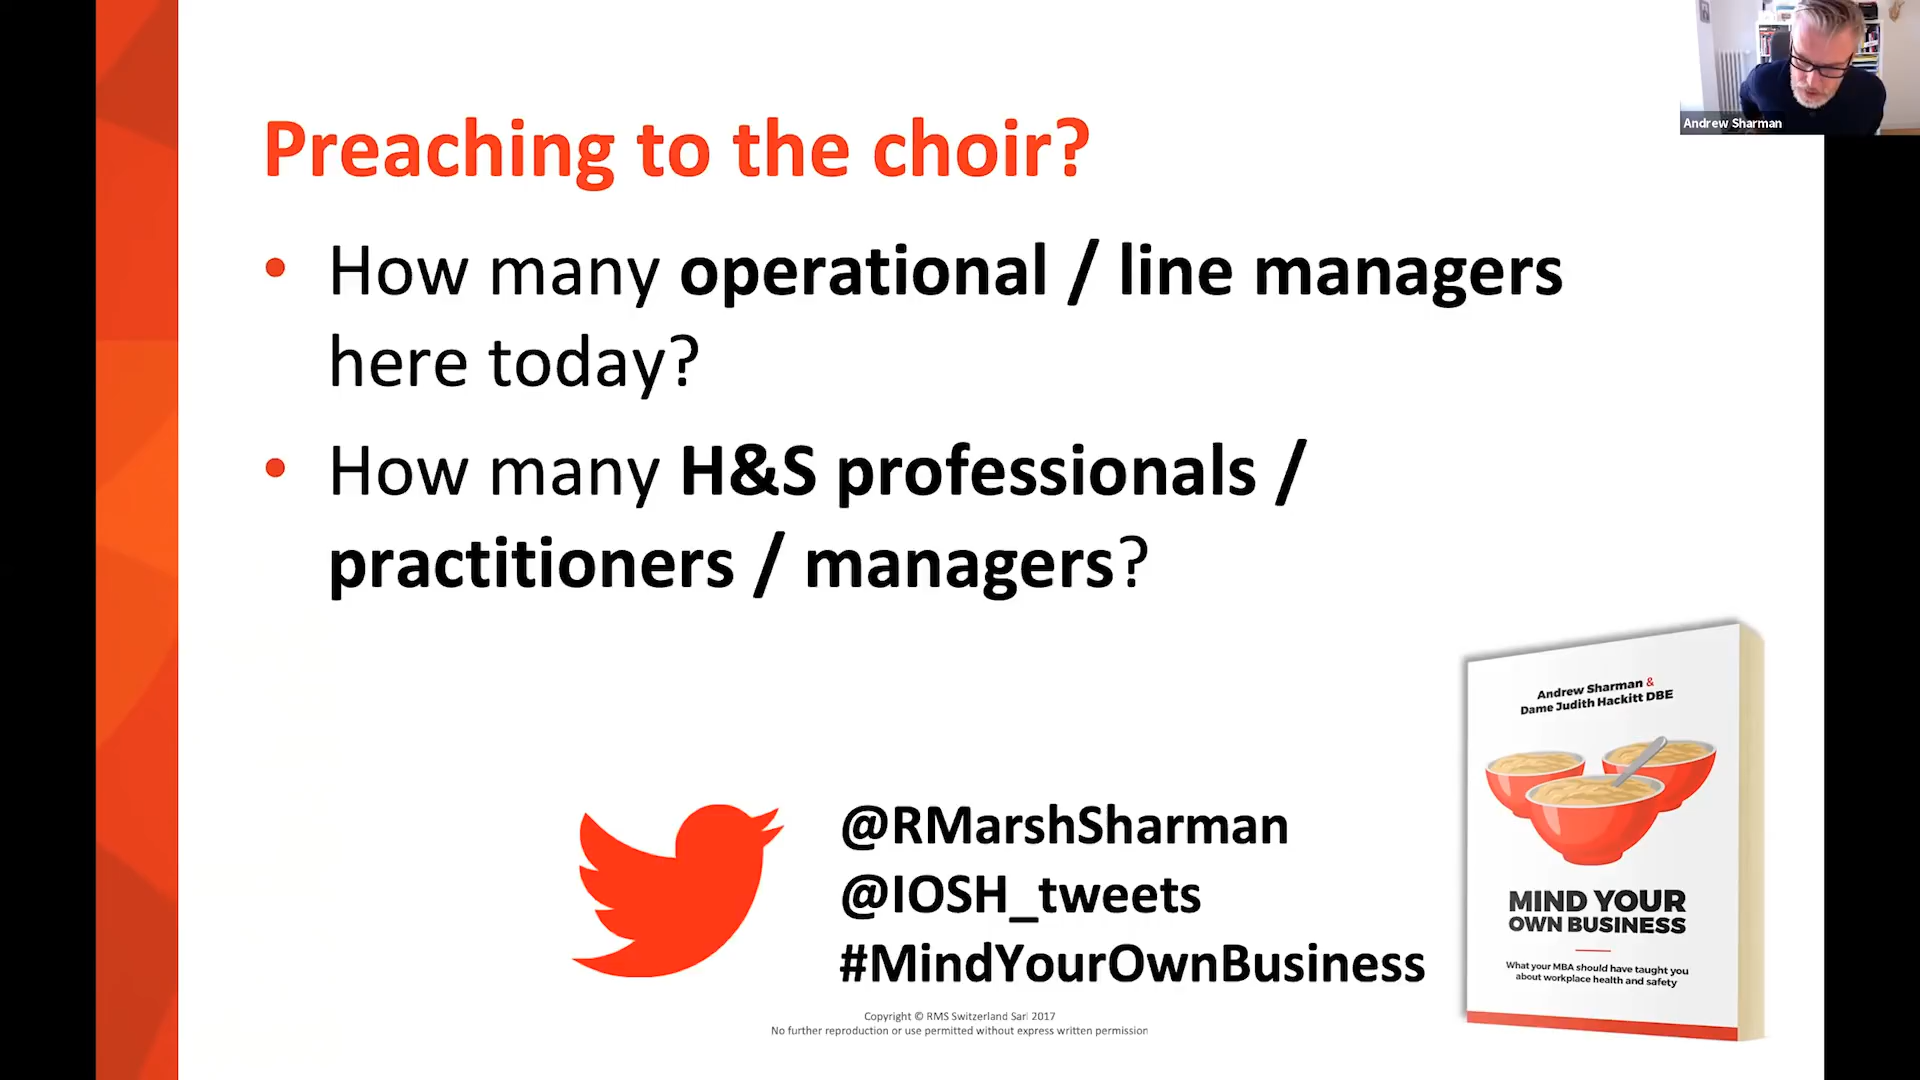 Preaching to the choir?
• How many operational / line managers
here today?
• How many H&S professionals /
practitioners / managers?
@RMarshSharman
@IOSH_tweets
#MindYourOwnBusiness
Copyright © RMS Switzerland Sarl 2017
No further reproduction or use permitted without express written permission
Andrew Sharman &
Dame Judith Hackitt DBE
MIND YOUR
OWN BUSINESS
What your MBA should have taught you
about workplace health and safety
Andrew Sharman